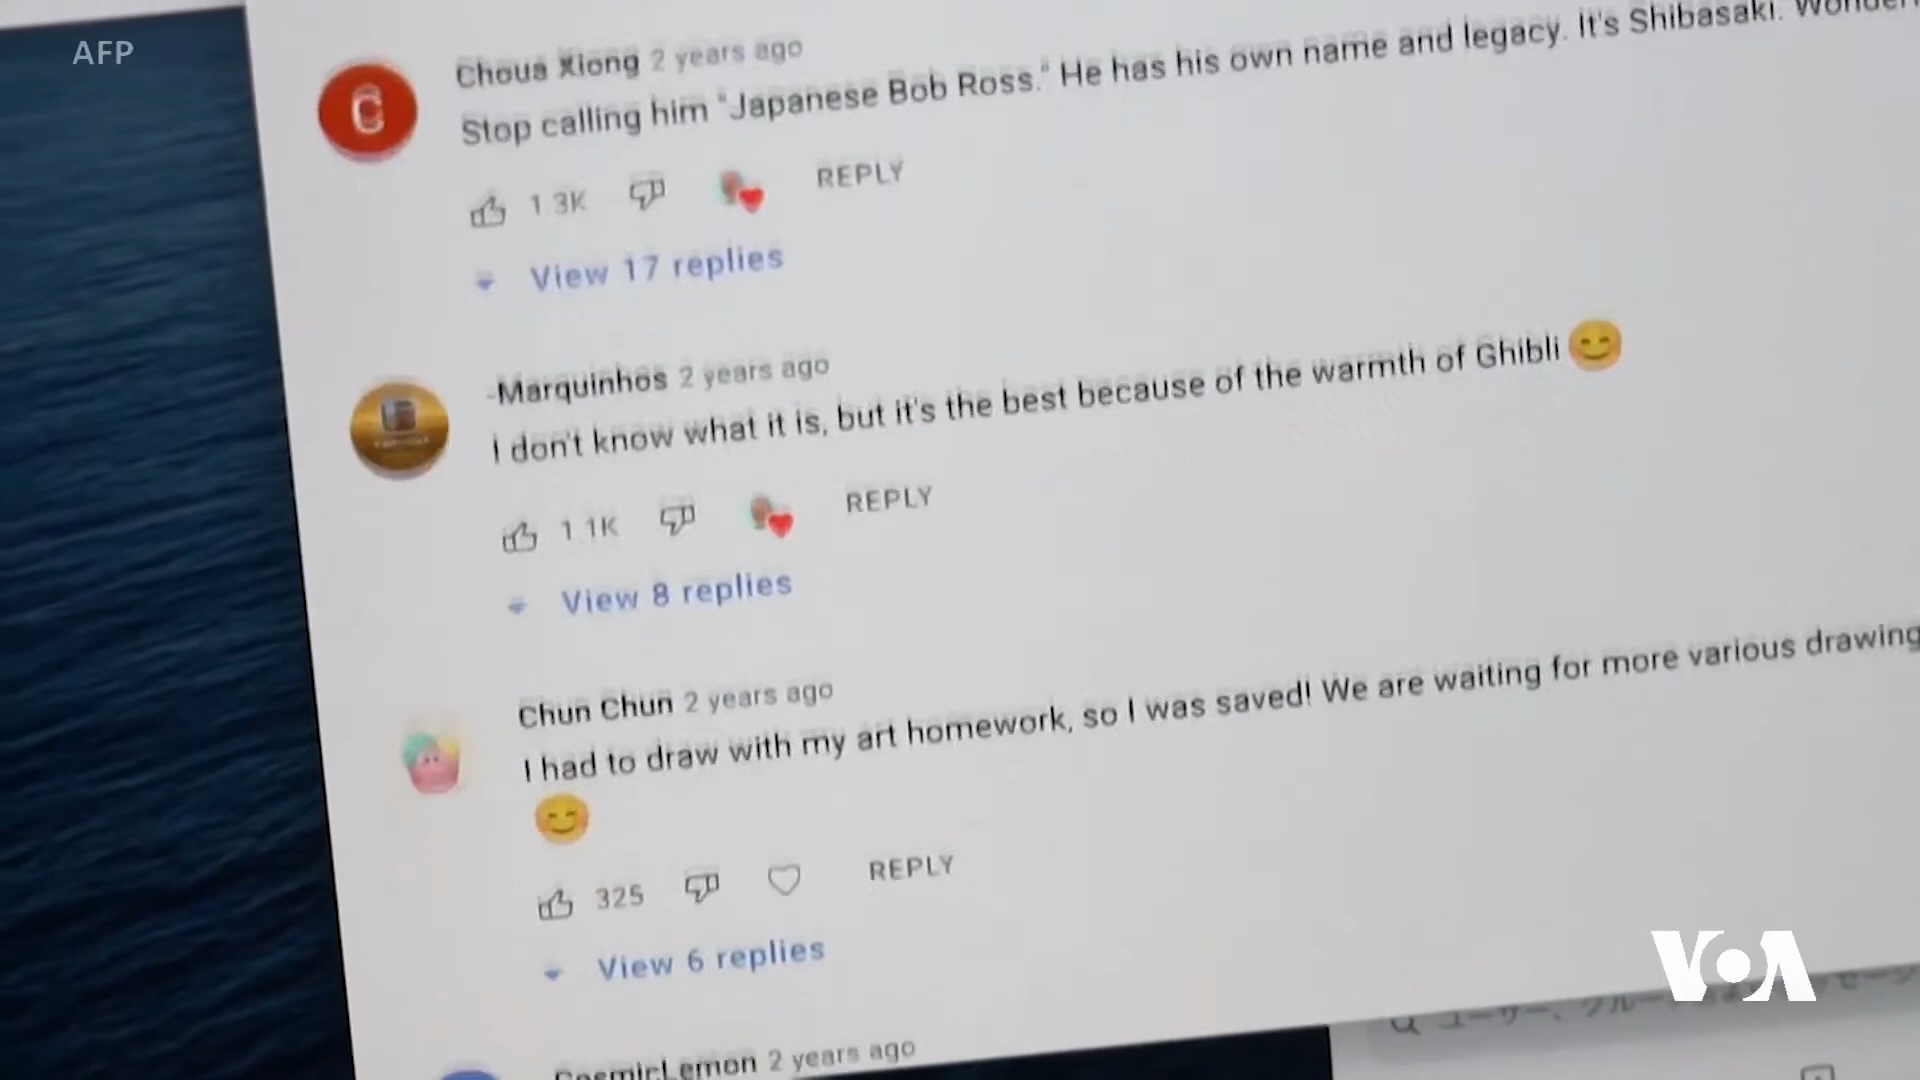 AFP
C
Choua Xiong 2 years ago
Stop calling him "Japanese Bob Ross." He has his own name and legacy. It's Shibasaki.
1.3K REPLY
View 17 replies
-Marquinhos 2 years ago
I don't know what it is, but it's the best because of the warmth of Ghibli 😊
1.1K REPLY
View 8 replies
Chun Chun 2 years ago
I had to draw with my art homework, so I was saved! We are waiting for more various drawing
😊
325 REPLY
View 6 replies
CosmicLemon 2 years ago
VOA
ユーザー、